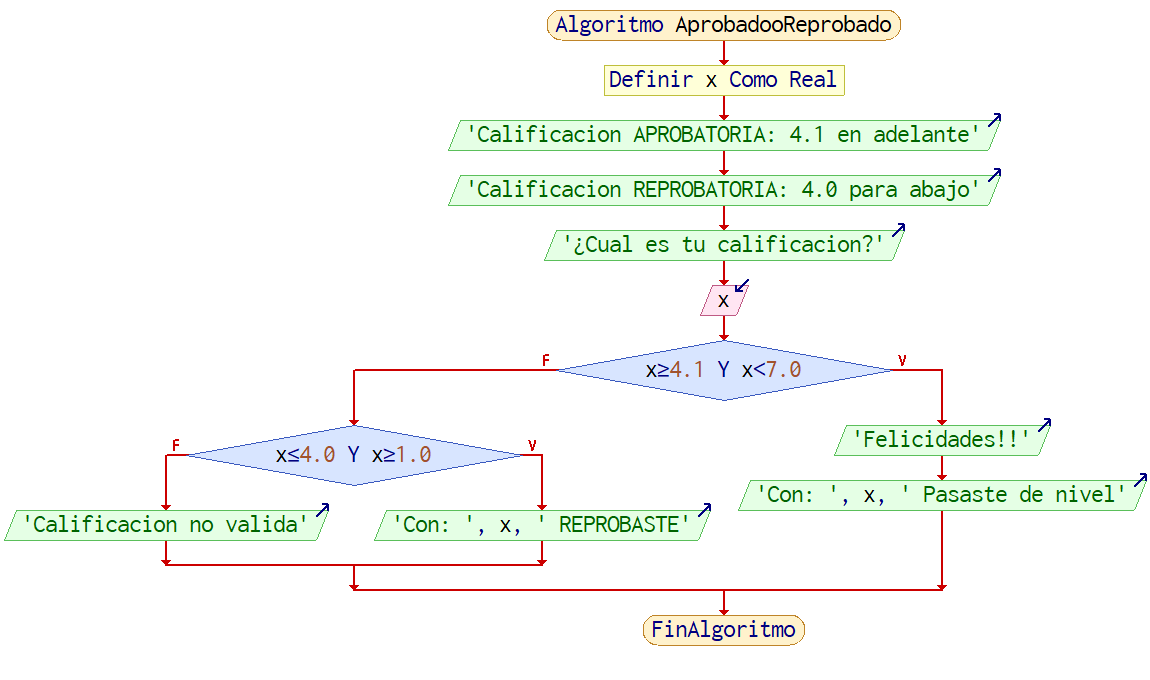 Algoritmo AprobadooReprobado
Definir x Como Real
'Calificacion APROBATORIA: 4.1 en adelante'
'Calificacion REPROBATORIA: 4.0 para abajo'
'¿Cual es tu calificacion?'
x
F
x≥4.1 Y x<7.0
V
F
x≤4.0 Y x≥1.0
V
'Felicidades!!'
'Con: ', x, ' Pasaste de nivel'
'Calificacion no valida'
'Con: ', x, ' REPROBASTE'
FinAlgoritmo